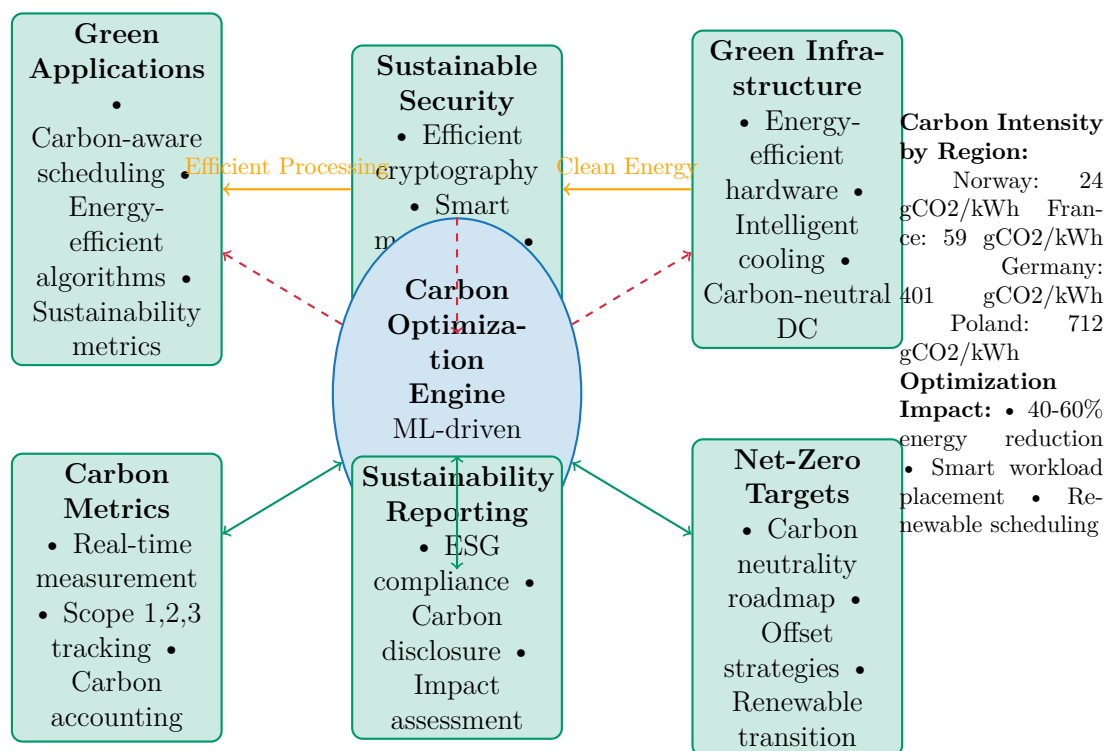 Green
Applications
•
Carbon-aware
scheduling •
Energy-
efficient
algorithms •
Sustainability
metrics
Efficient Processing
Sustainable
Security
• Efficient
cryptography
• Smart
•
Clean Energy
Green Infra-
structure
• Energy-
efficient
hardware •
Intelligent
cooling •
Carbon-neutral
DC
Carbon Intensity
by Region:
Norway: 24
gCO2/kWh Fran-
ce: 59 gCO2/kWh
Germany:
401 gCO2/kWh
Poland: 712
gCO2/kWh
Optimization
Impact: • 40-60%
energy reduction
• Smart workload
placement • Re-
newable scheduling
Carbon
Optimiza-
tion
Engine
ML-driven
Carbon
Metrics
• Real-time
measurement
• Scope 1,2,3
tracking •
Carbon
accounting
Sustainability
Reporting
• ESG
compliance •
Carbon
disclosure •
Impact
assessment
Net-Zero
Targets
• Carbon
neutrality
roadmap •
Offset
strategies •
Renewable
transition